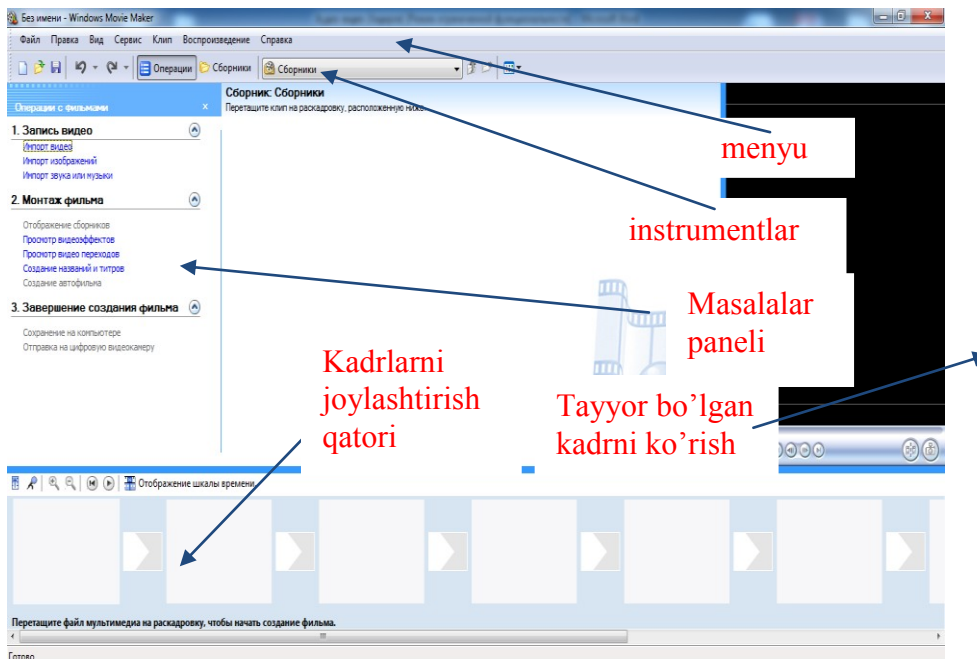 Без имени - Windows Movie Maker
Файл Правка Вид Сервис Клип Воспроизведение Справка
Операции Сборники Сборники
Операции с фильмами x
Сборник: Сборники
Перетащите клип на раскадровку, расположенную ниже.
1. Запись видео
Импорт видео
Импорт изображений
Импорт звука или музыки
2. Монтаж фильма
Отображение сборников
Просмотр видеоэффектов
Просмотр видео переходов
Создание названий и титров
Создание автофильма
3. Завершение создания фильма
Сохранение на компьютере
Отправка на цифровую видеокамеру
menyu
instrumentlar
Masalalar
paneli
Kadrlarni
joylashtirish
qatori
Tayyor bo’lgan
kadrni ko’rish
Отображение шкалы времени
Перетащите файл мультимедиа на раскадровку, чтобы начать создание фильма.
Готово